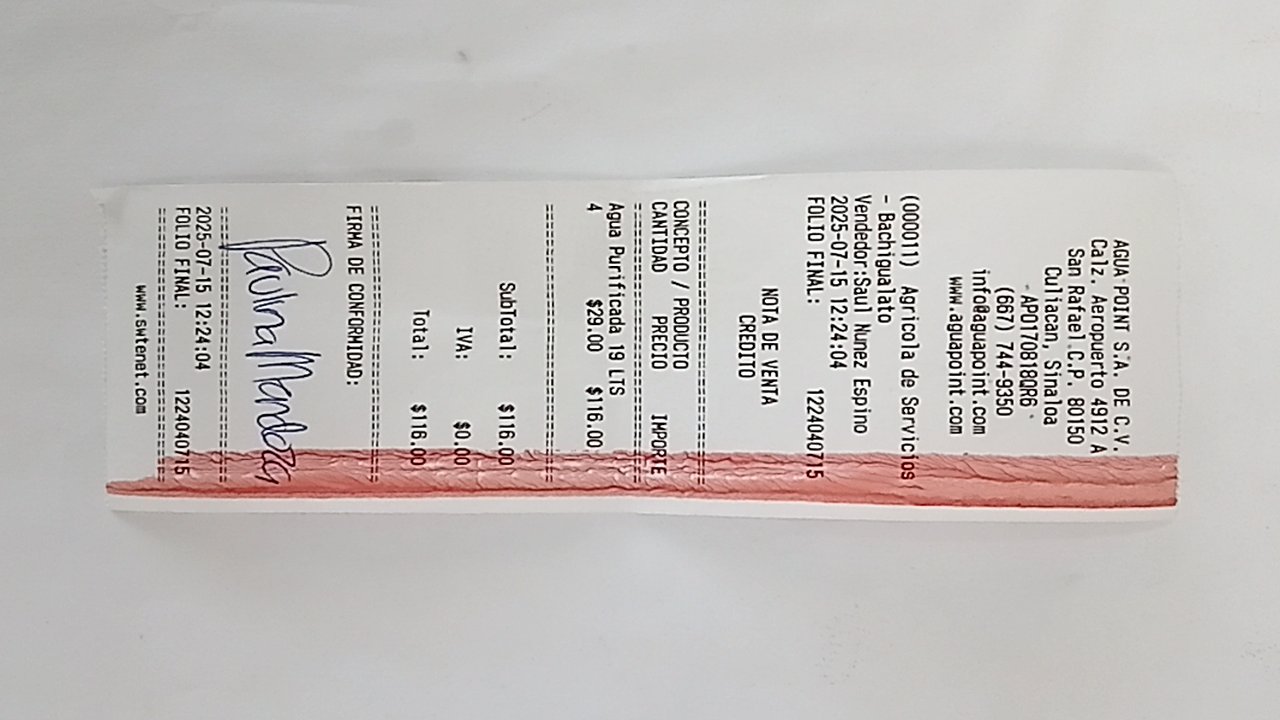 AGUA POINT S.A. DE C.V.
Calz. Aeropuerto 4912 A
San Rafael C.P. 80150
Culiacan, Sinaloa
APO170818QR6
(667) 744-9350
info@aguapoint.com
www.aguapoint.com
(000011) Agricola de Servicios
- Bachigualato
Vendedor:Saul Nunez Espino
2025-07-15 12:24:04
FOLIO FINAL: 1224040715
NOTA DE VENTA
CREDITO
================================
CONCEPTO / PRODUCTO
CANTIDAD PRECIO IMPORTE
================================
Agua Purificada 19 LTS
4 $29.00 $116.00
================================
SubTotal: $116.00
IVA: $0.00
Total: $116.00
================================
FIRMA DE CONFORMIDAD:
Paulina Mendoza
================================
2025-07-15 12:24:04
FOLIO FINAL: 1224040715
================================
www.swtenet.com